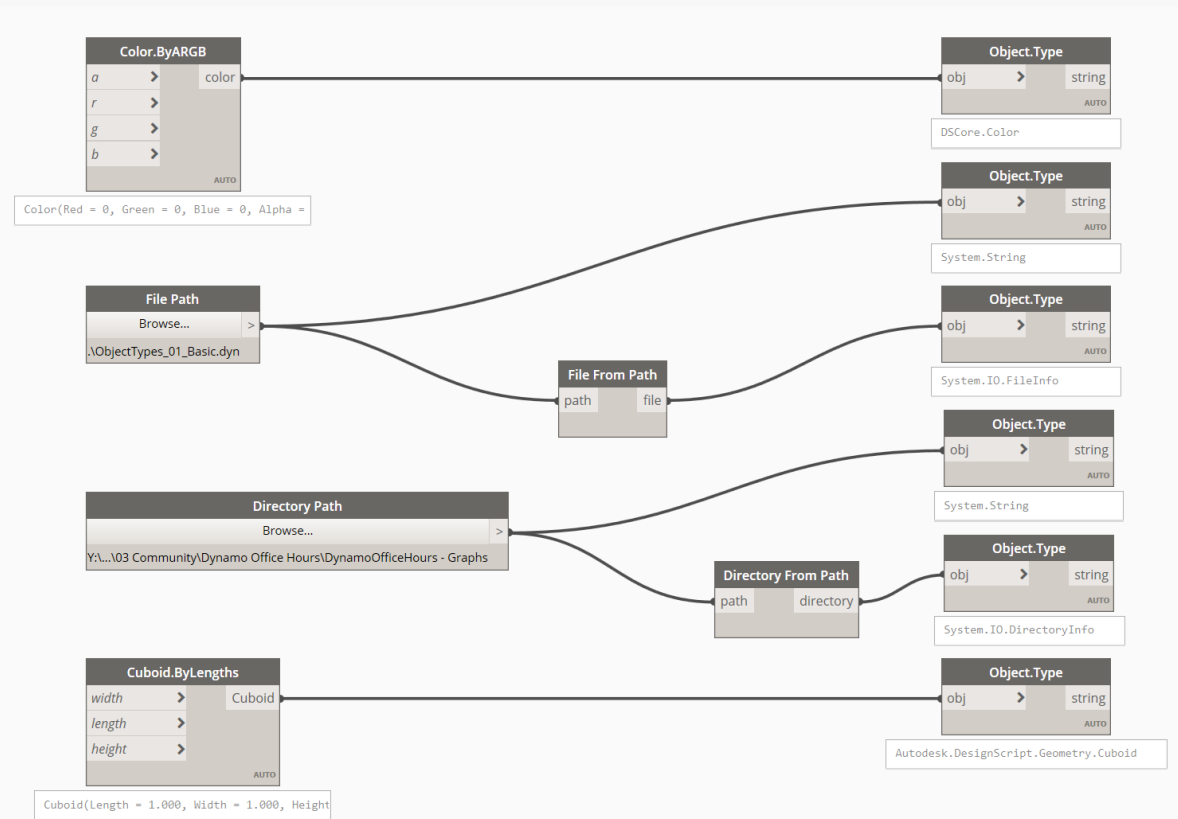 Color.ByARGB
a > color
r >
g >
b >
AUTO
Color(Red = 0, Green = 0, Blue = 0, Alpha =
Object.Type
obj > string
AUTO
DSCore.Color
Object.Type
obj > string
AUTO
System.String
File Path
Browse... >
.\ObjectTypes_01_Basic.dyn
Object.Type
obj > string
AUTO
System.IO.FileInfo
File From Path
path file
Object.Type
obj > string
AUTO
System.String
Directory Path
Browse... >
Y:\...\03 Community\Dynamo Office Hours\DynamoOfficeHours - Graphs
Object.Type
obj > string
AUTO
System.IO.DirectoryInfo
Directory From Path
path directory
Cuboid.ByLengths
width > Cuboid
length >
height >
AUTO
Cuboid(Length = 1.000, Width = 1.000, Height
Object.Type
obj > string
AUTO
Autodesk.DesignScript.Geometry.Cuboid